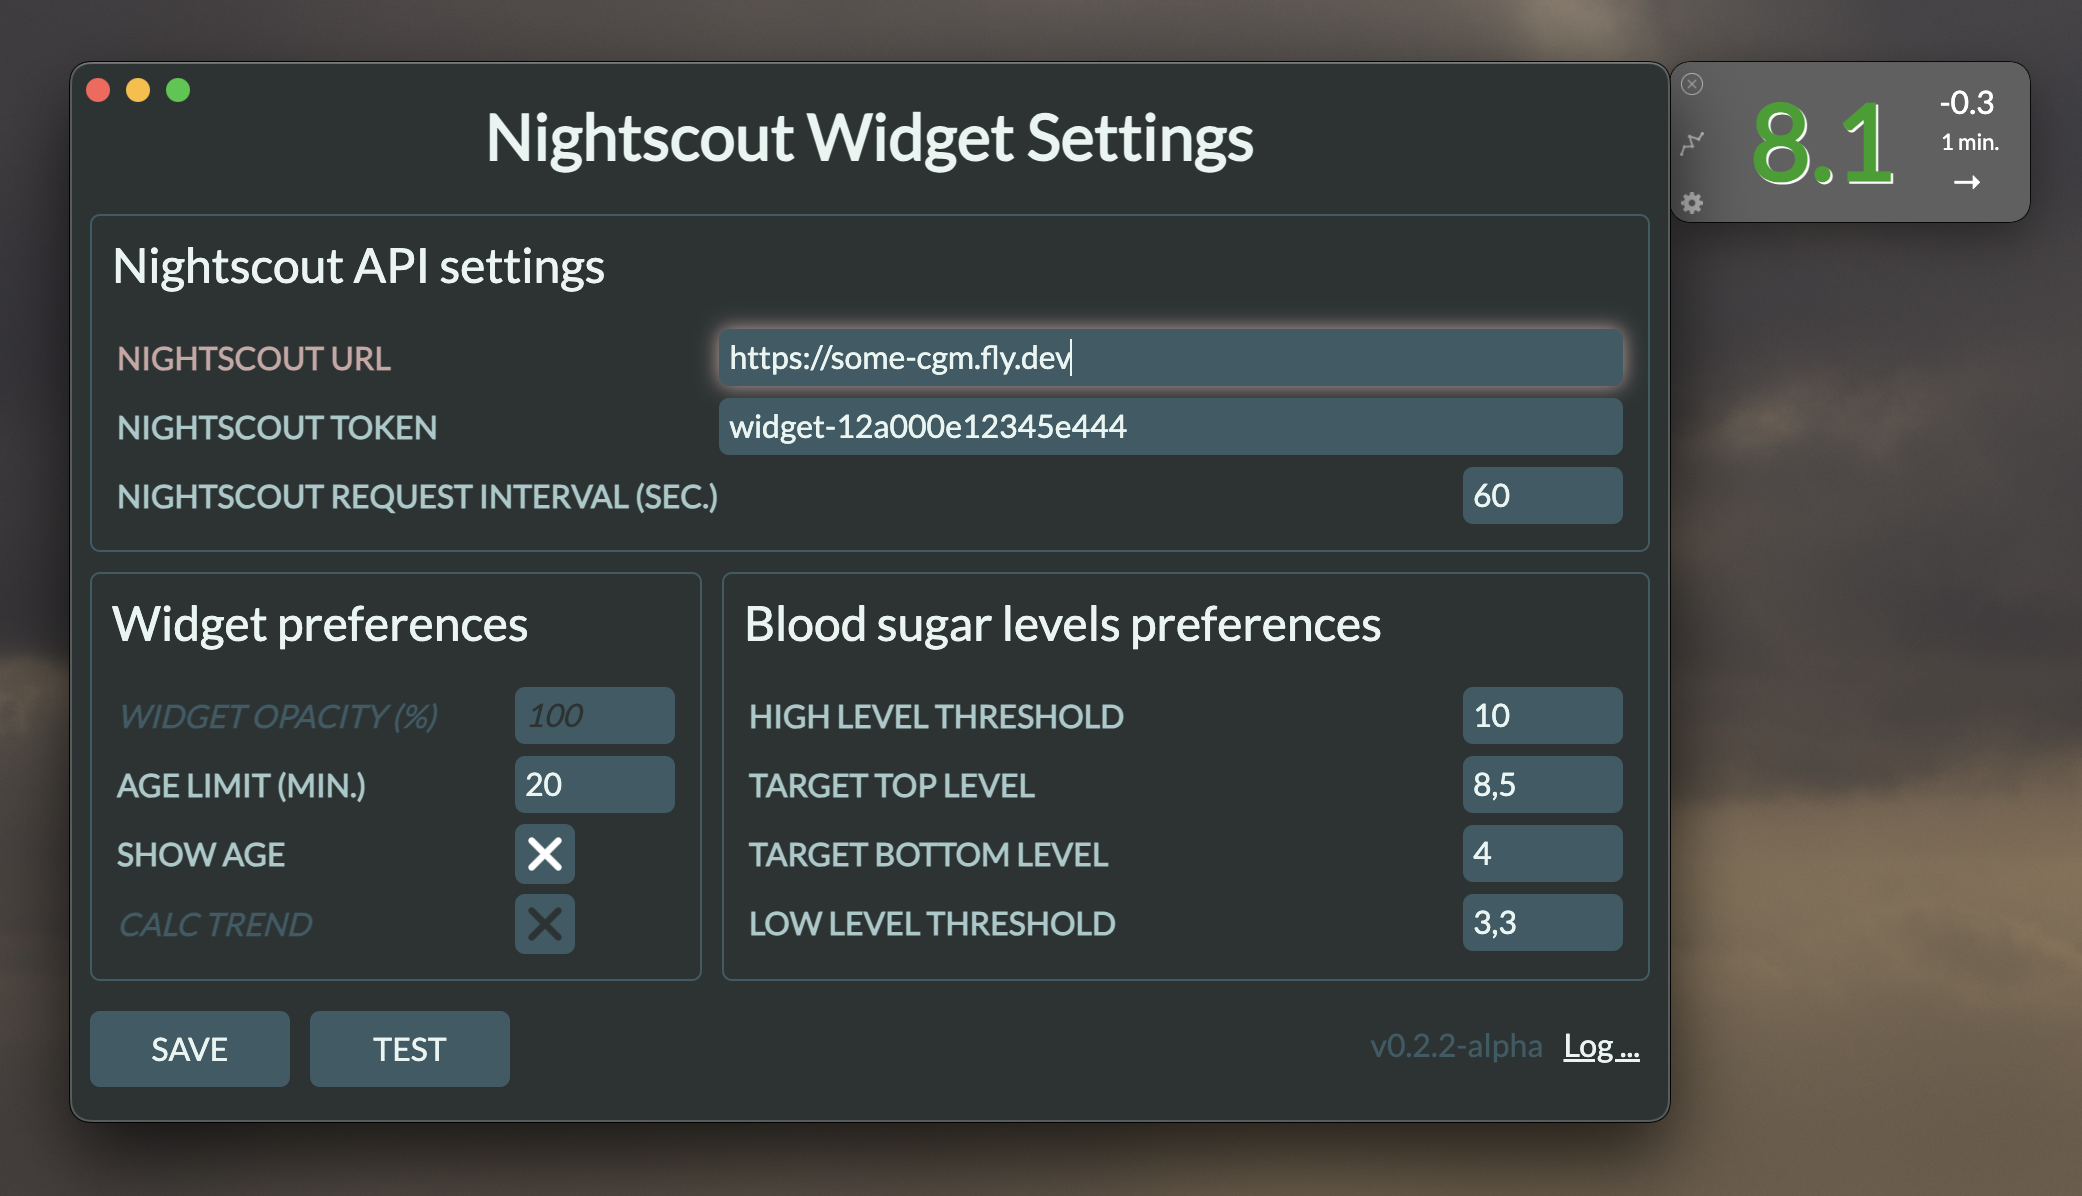 Nightscout Widget Settings
Nightscout API settings
NIGHTSCOUT URL https://some-cgm.fly.dev
NIGHTSCOUT TOKEN widget-12a000e12345e444
NIGHTSCOUT REQUEST INTERVAL (SEC.) 60
Widget preferences
WIDGET OPACITY (%) 100
AGE LIMIT (MIN.) 20
SHOW AGE
CALC TREND
Blood sugar levels preferences
HIGH LEVEL THRESHOLD 10
TARGET TOP LEVEL 8,5
TARGET BOTTOM LEVEL 4
LOW LEVEL THRESHOLD 3,3
SAVE TEST
v0.2.2-alpha Log ...
8.1
-0.3
1 min.
→